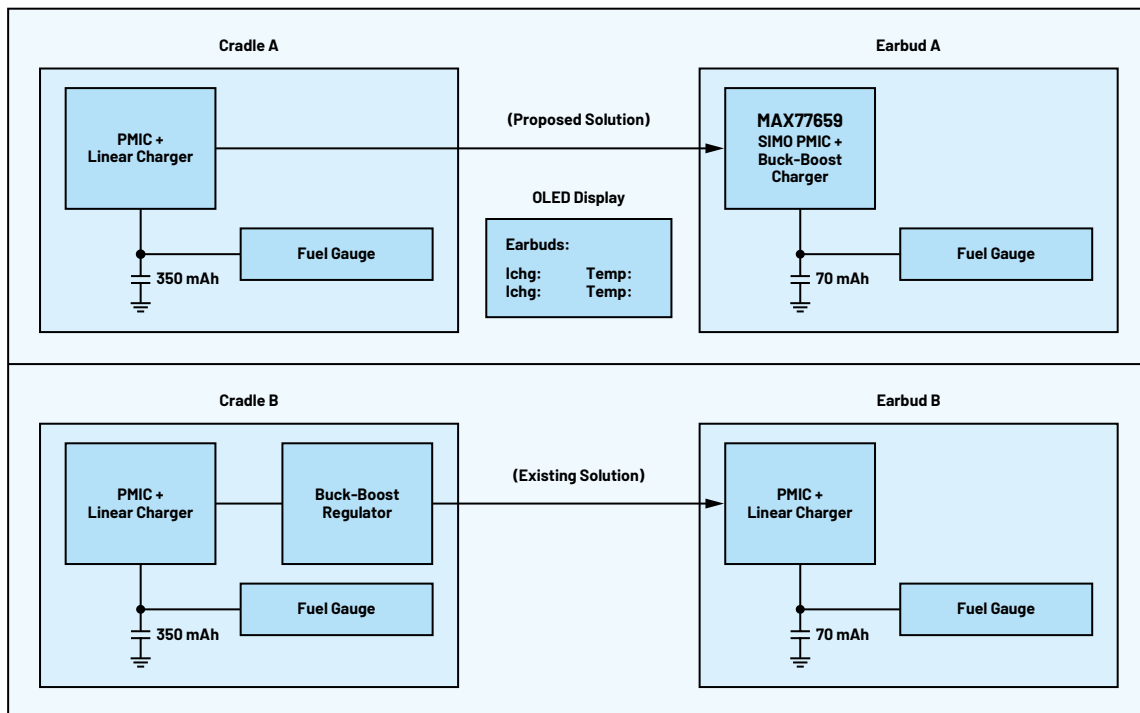 Cradle A
Earbud A
PMIC +
Linear Charger
(Proposed Solution)
MAX77659
SIMO PMIC +
Buck-Boost
Charger
OLED Display
Earbuds:
Ichg: Temp:
Ichg: Temp:
Fuel Gauge
350 mAh
Fuel Gauge
70 mAh
Cradle B
Earbud B
PMIC +
Linear Charger
Buck-Boost
Regulator
(Existing Solution)
PMIC +
Linear Charger
Fuel Gauge
350 mAh
Fuel Gauge
70 mAh